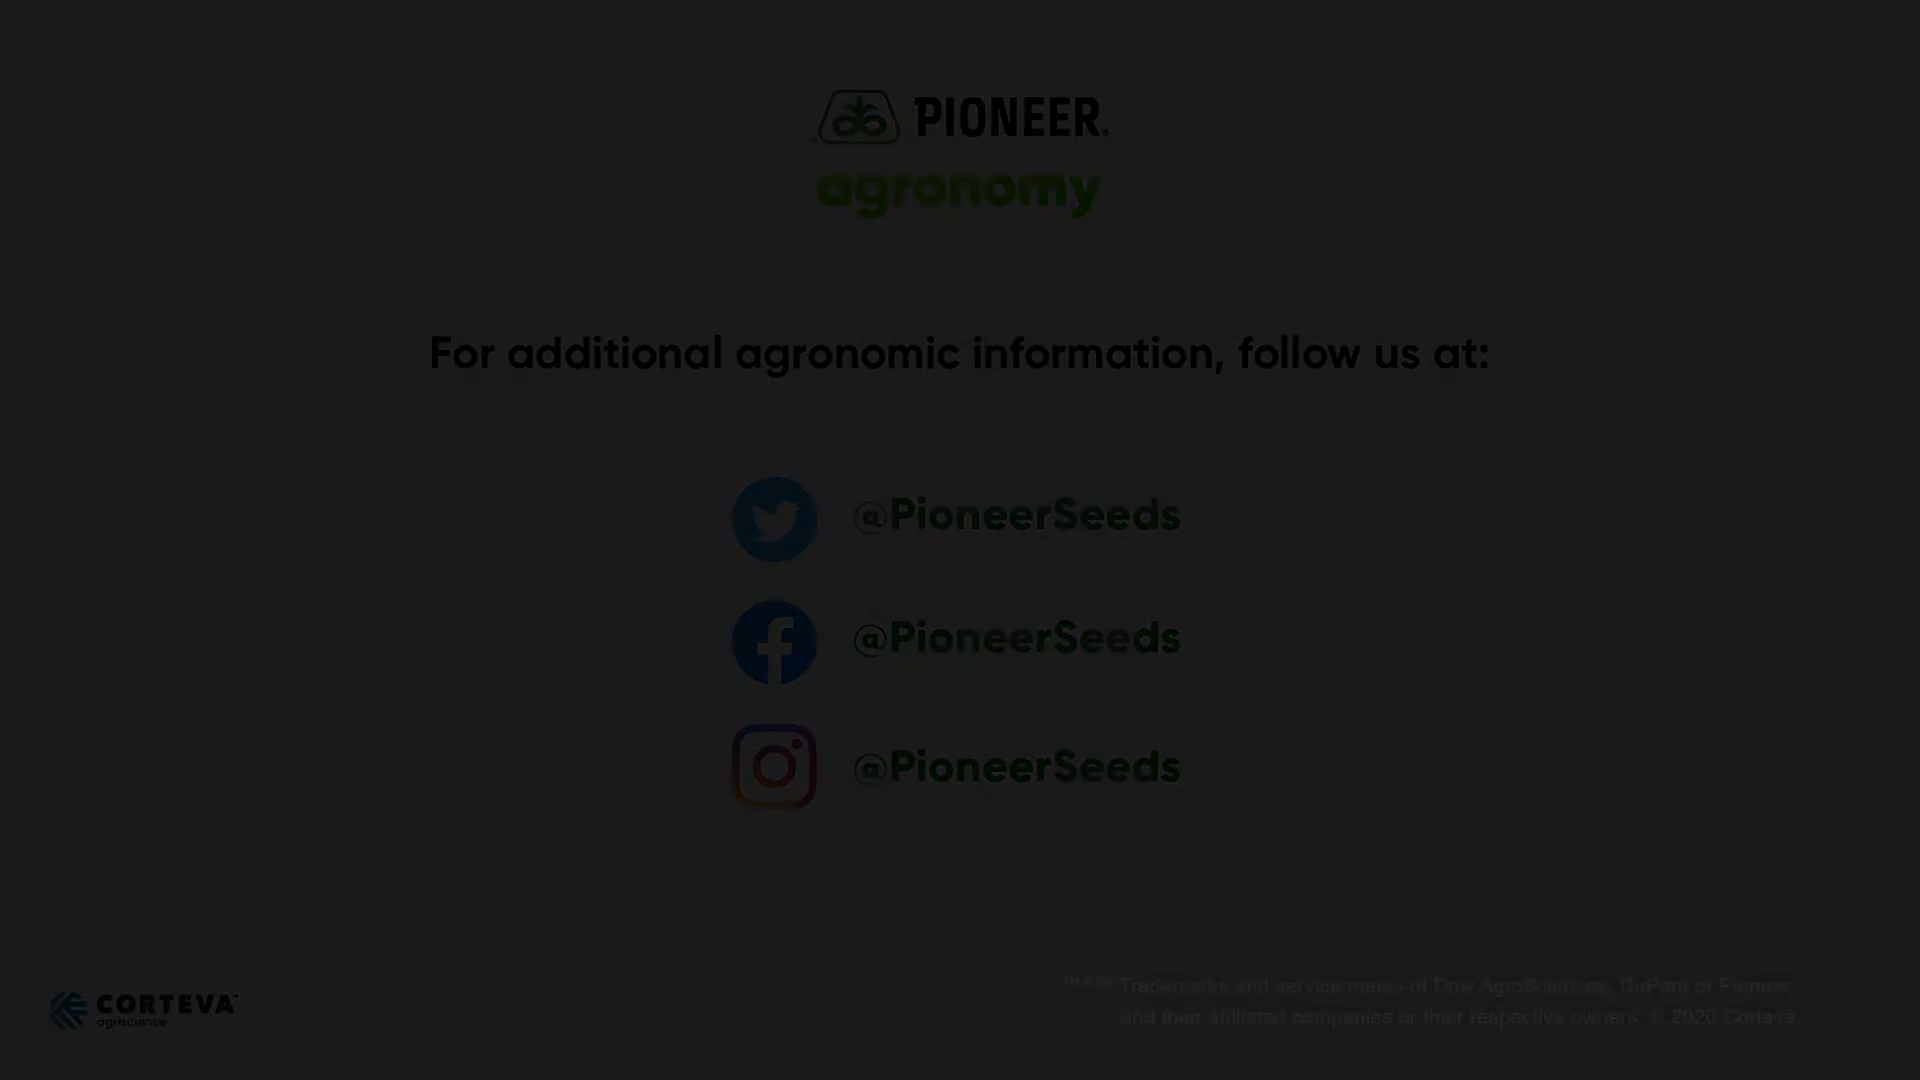 PIONEER®
agronomy
For additional agronomic information, follow us at:
@PioneerSeeds
@PioneerSeeds
@PioneerSeeds
CORTEVA™
agriscience
Trademarks and service marks of Dow AgroSciences, DuPont or Pioneer,
and their affiliated companies or their respective owners. © 2020 Corteva.